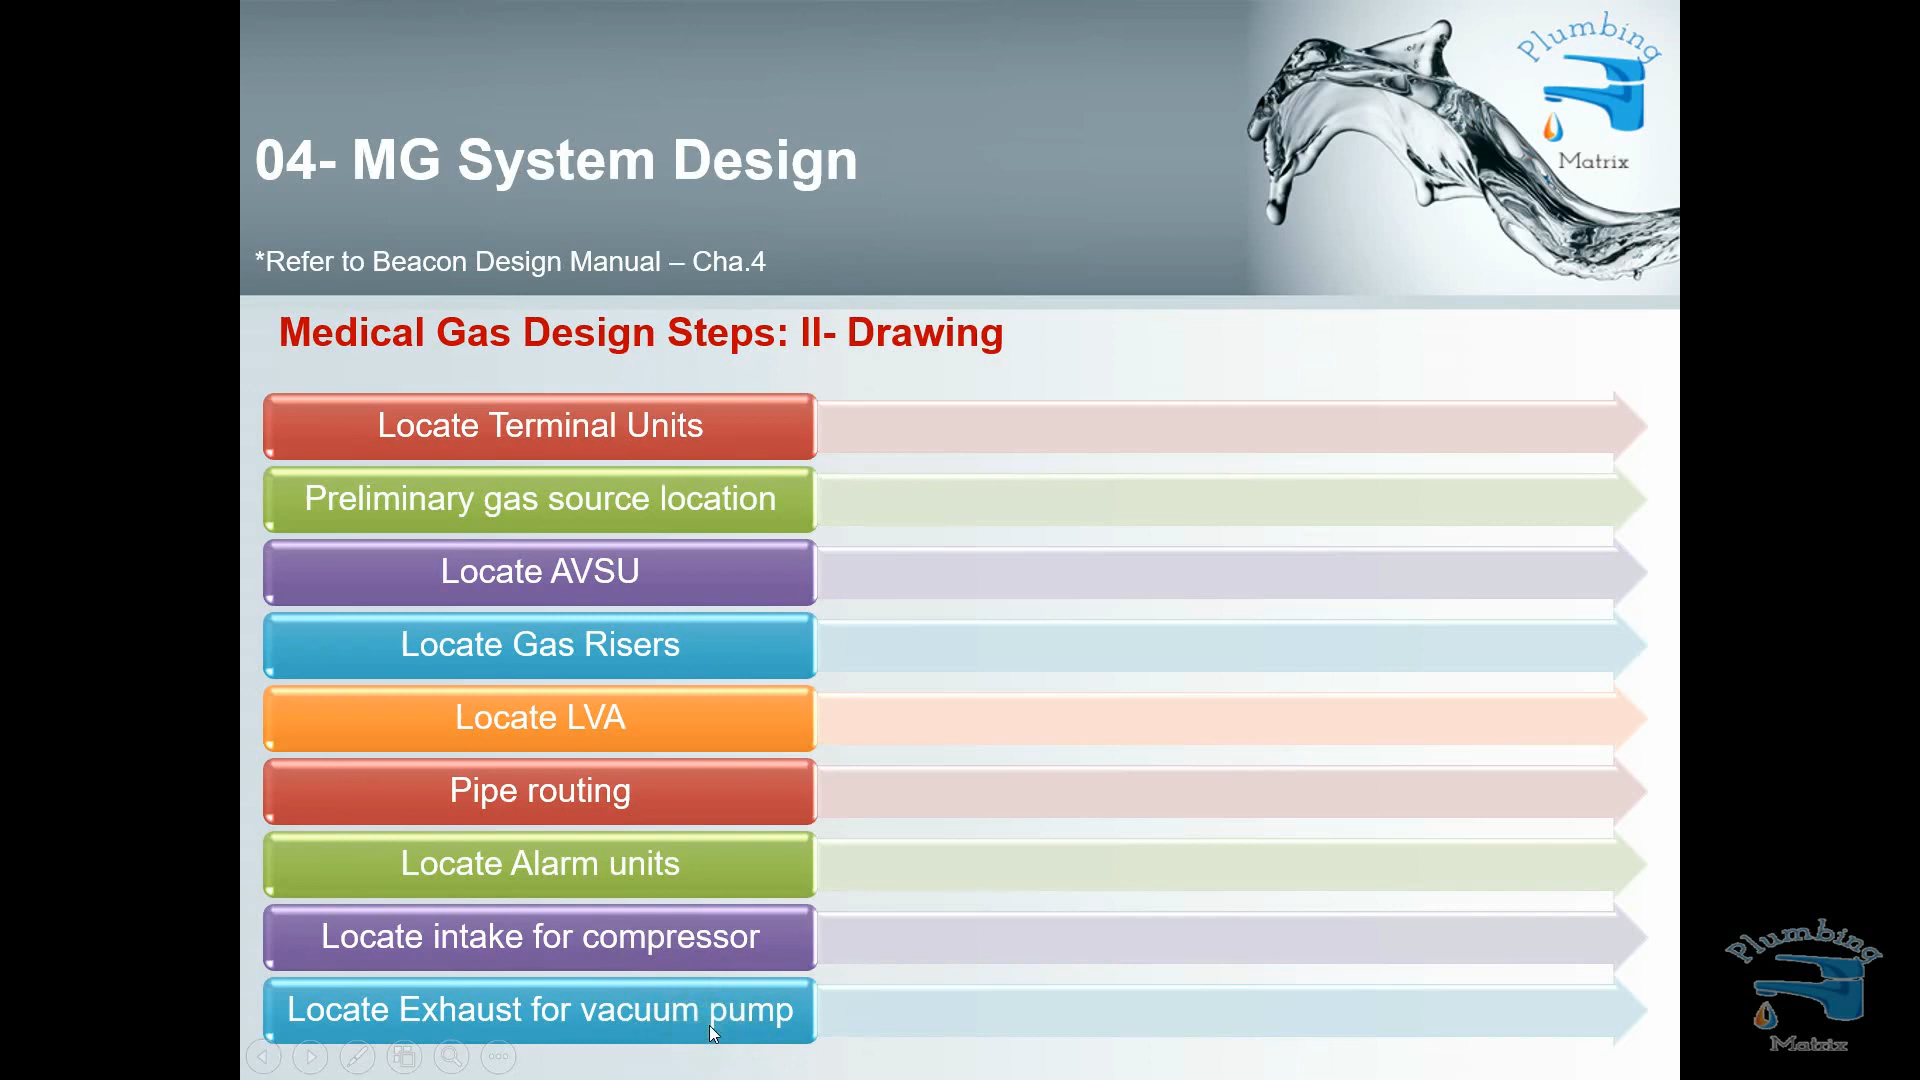 Plumbing
Matrix
04- MG System Design
*Refer to Beacon Design Manual – Cha.4
Medical Gas Design Steps: II- Drawing
Locate Terminal Units
Preliminary gas source location
Locate AVSU
Locate Gas Risers
Locate LVA
Pipe routing
Locate Alarm units
Locate intake for compressor
Locate Exhaust for vacuum pump
Plumbing
Matrix